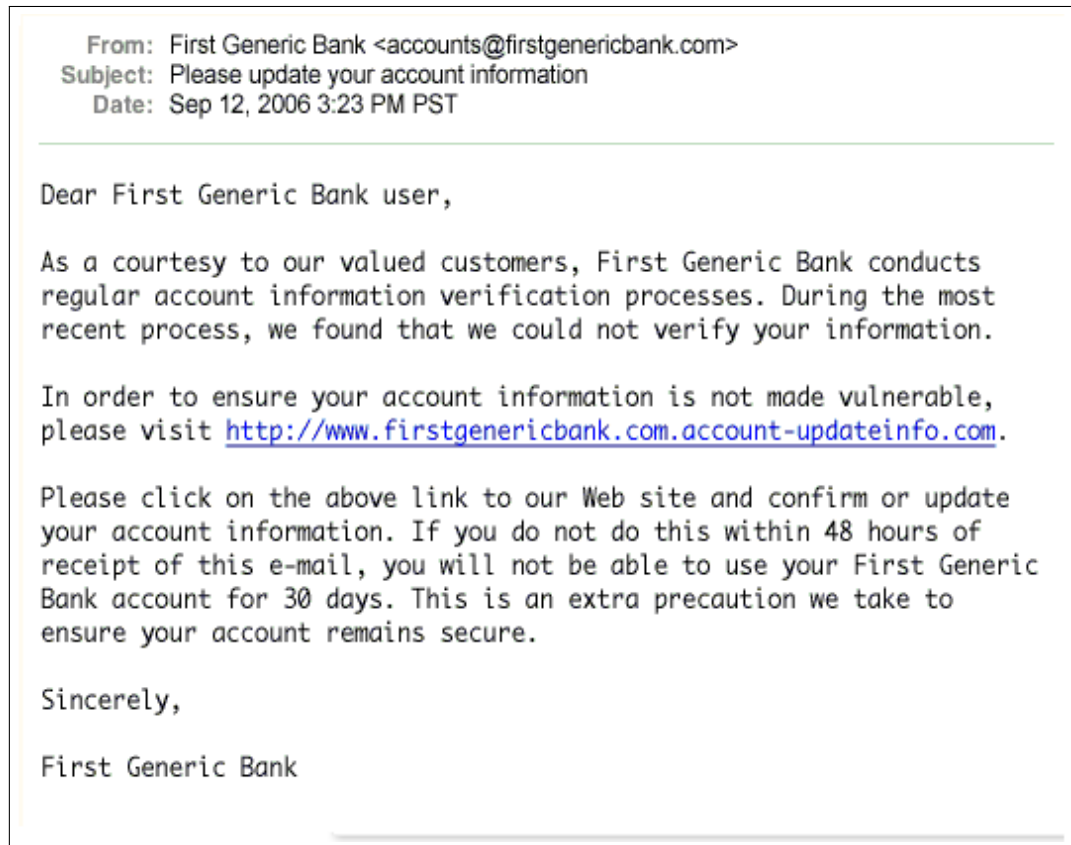 From: First Generic Bank <accounts@firstgenericbank.com>
Subject: Please update your account information
Date: Sep 12, 2006 3:23 PM PST
Dear First Generic Bank user,
As a courtesy to our valued customers, First Generic Bank conducts
regular account information verification processes. During the most
recent process, we found that we could not verify your information.
In order to ensure your account information is not made vulnerable,
please visit http://www.firstgenericbank.com.account-updateinfo.com.
Please click on the above link to our Web site and confirm or update
your account information. If you do not do this within 48 hours of
receipt of this e-mail, you will not be able to use your First Generic
Bank account for 30 days. This is an extra precaution we take to
ensure your account remains secure.
Sincerely,
First Generic Bank